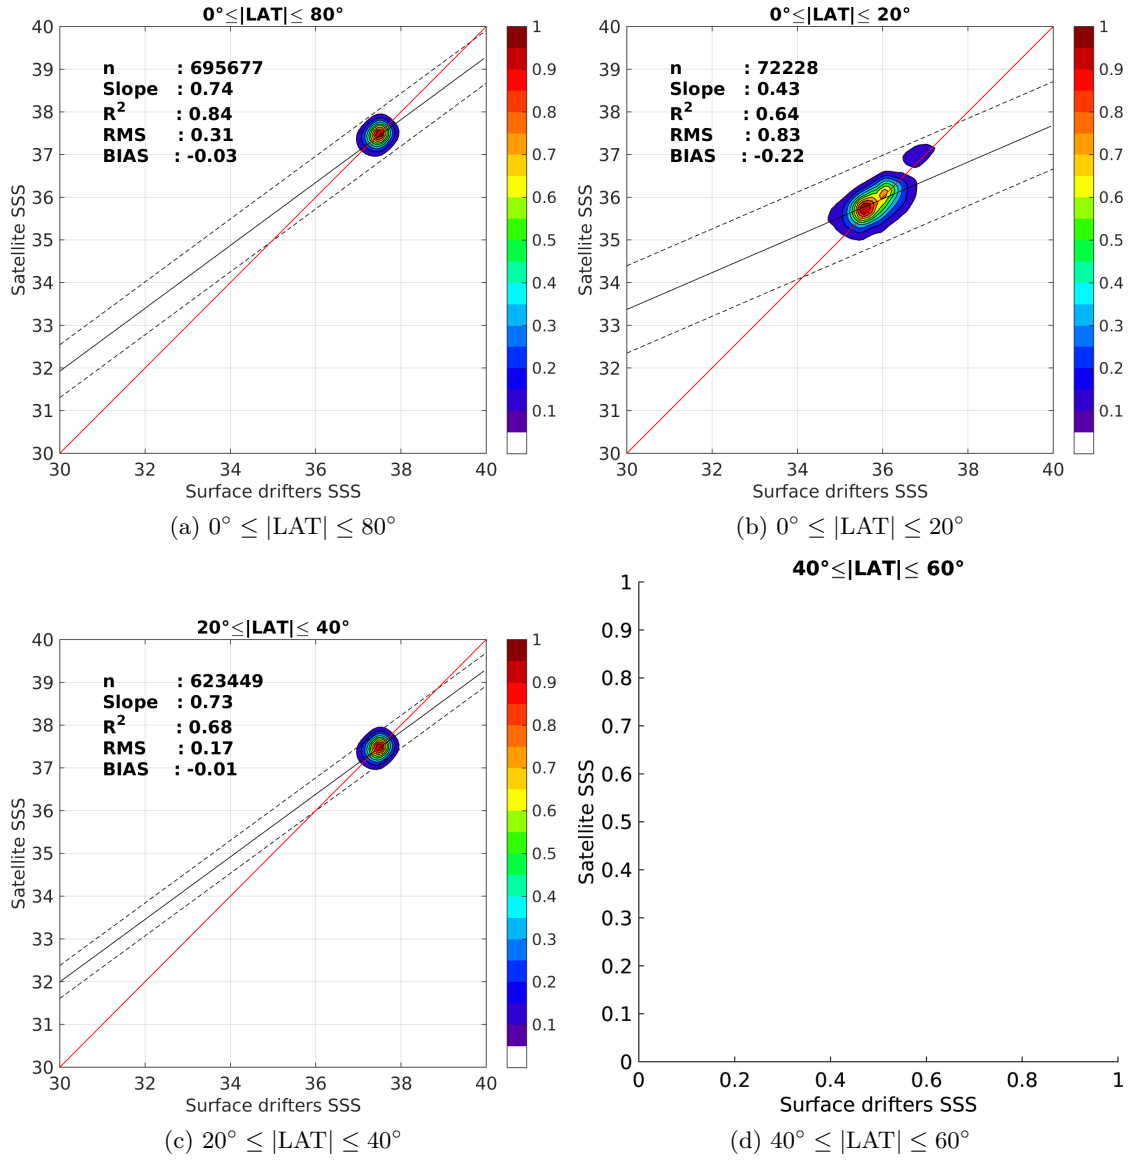 0°≤|LAT|≤ 80°
n : 695677
Slope : 0.74
R² : 0.84
RMS : 0.31
BIAS : -0.03
Satellite SSS
40
39
38
37
36
35
34
33
32
31
30
30 32 34 36 38 40
Surface drifters SSS
1
0.9
0.8
0.7
0.6
0.5
0.4
0.3
0.2
0.1
(a) 0° ≤ |LAT| ≤ 80°
0°≤|LAT|≤ 20°
n : 72228
Slope : 0.43
R² : 0.64
RMS : 0.83
BIAS : -0.22
Satellite SSS
40
39
38
37
36
35
34
33
32
31
30
30 32 34 36 38 40
Surface drifters SSS
1
0.9
0.8
0.7
0.6
0.5
0.4
0.3
0.2
0.1
(b) 0° ≤ |LAT| ≤ 20°
20°≤|LAT|≤ 40°
n : 623449
Slope : 0.73
R² : 0.68
RMS : 0.17
BIAS : -0.01
Satellite SSS
40
39
38
37
36
35
34
33
32
31
30
30 32 34 36 38 40
Surface drifters SSS
1
0.9
0.8
0.7
0.6
0.5
0.4
0.3
0.2
0.1
(c) 20° ≤ |LAT| ≤ 40°
40°≤|LAT|≤ 60°
Satellite SSS
1
0.9
0.8
0.7
0.6
0.5
0.4
0.3
0.2
0.1
0
0 0.2 0.4 0.6 0.8 1
Surface drifters SSS
(d) 40° ≤ |LAT| ≤ 60°